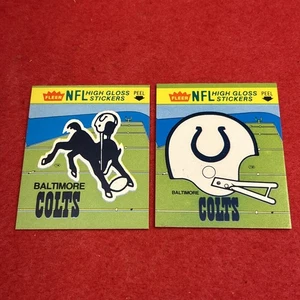 FLEER NFL HIGH GLOSS STICKERS PEEL
BALTIMORE
COLTS
FLEER NFL HIGH GLOSS STICKERS PEEL
BALTIMORE
COLTS